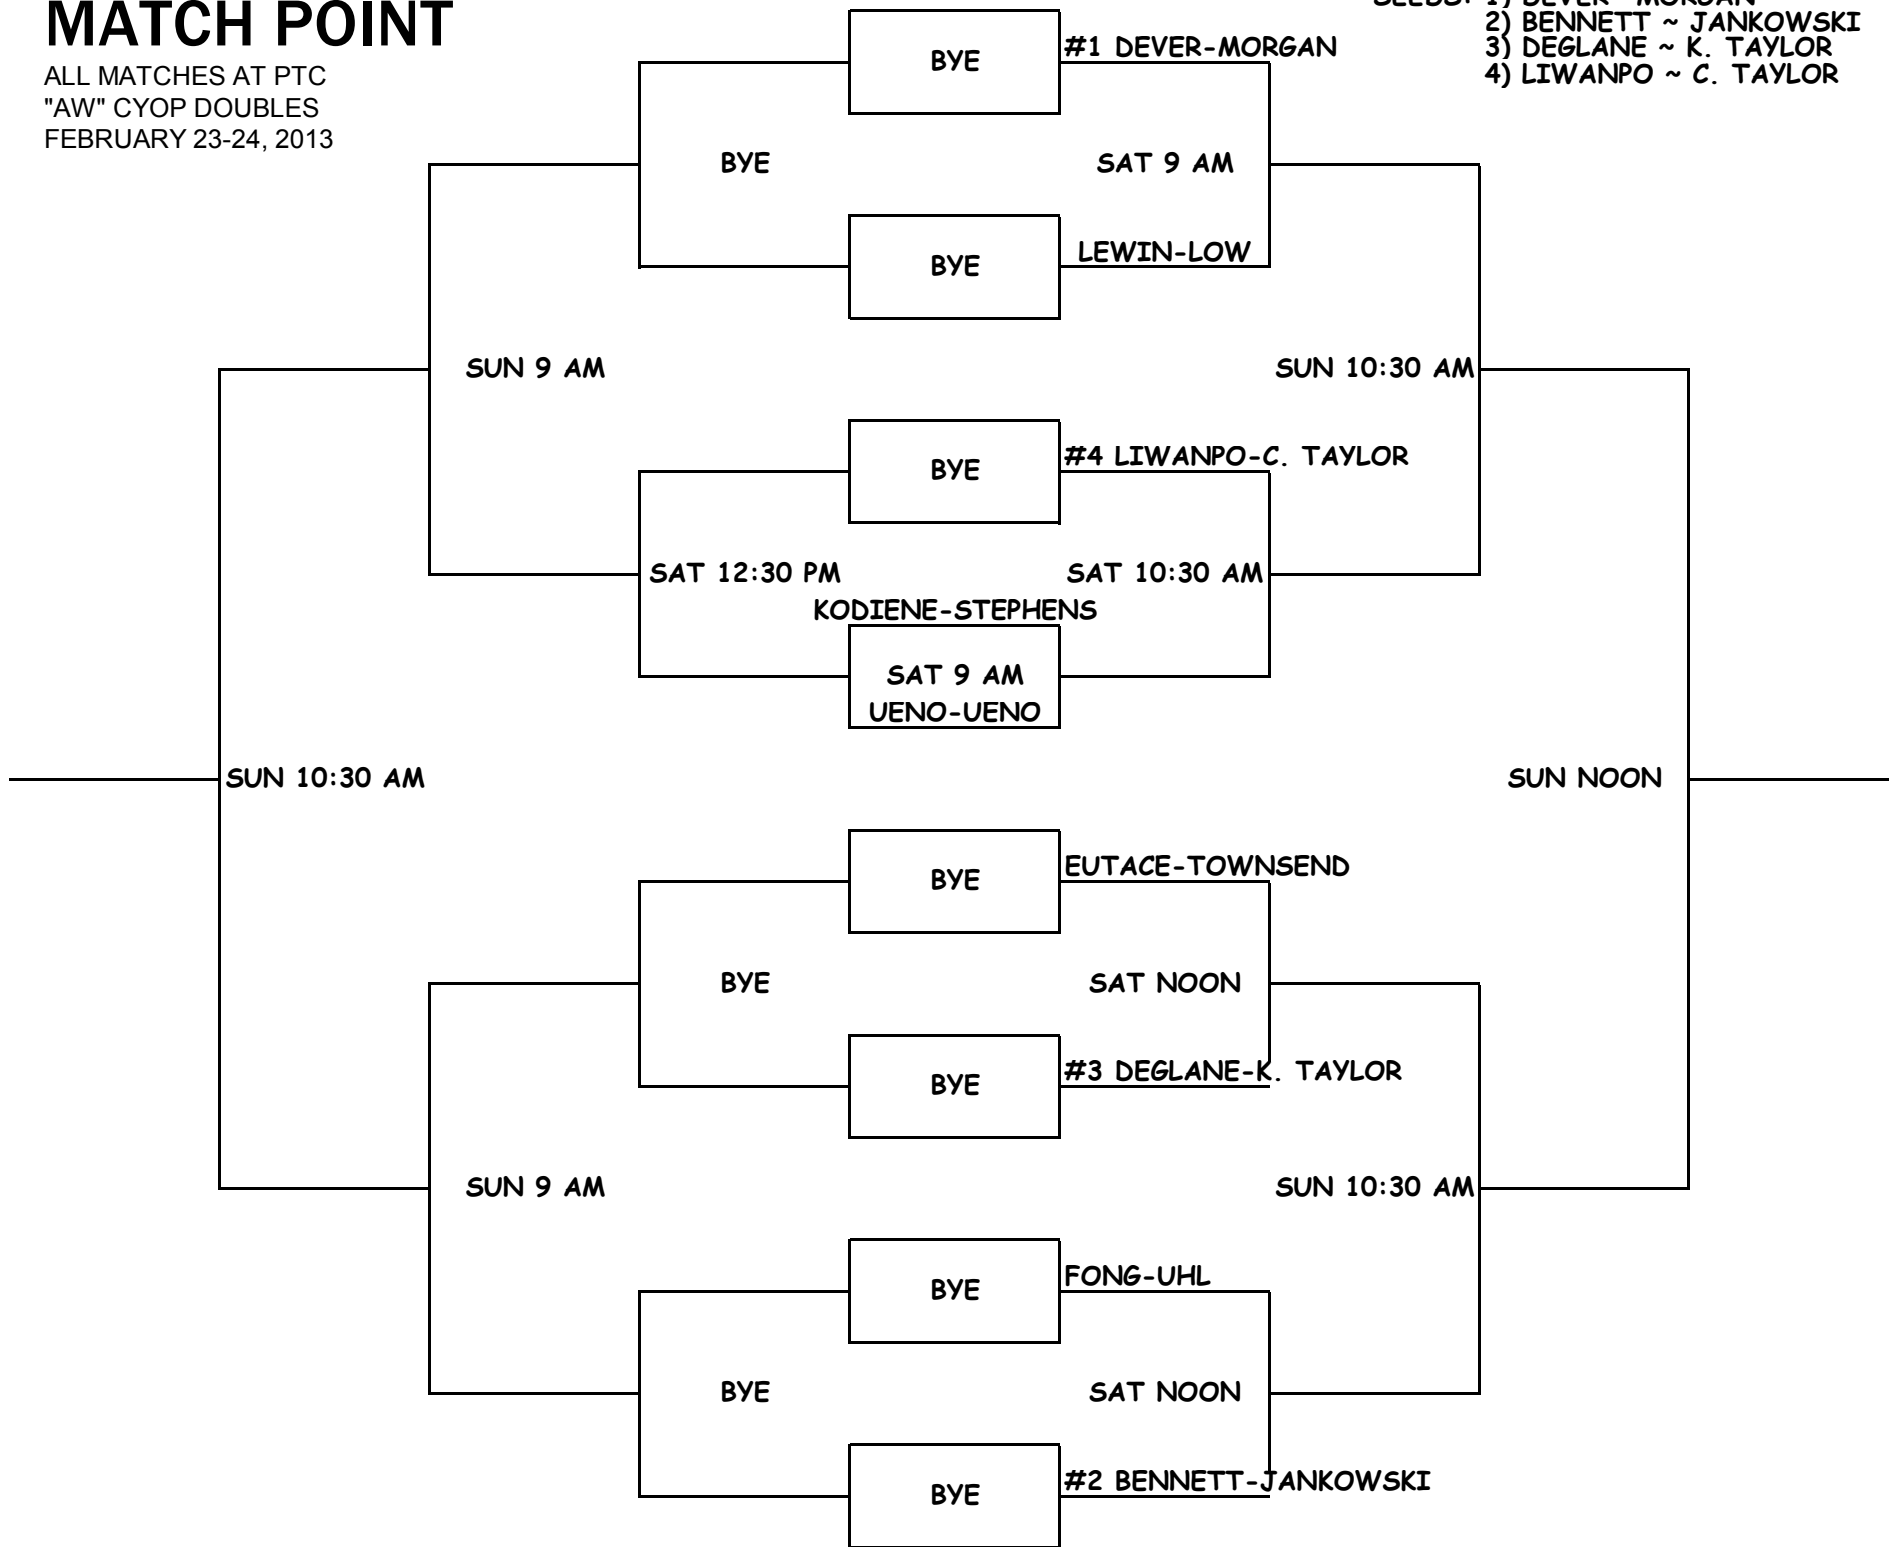 MATCH POINT
ALL MATCHES AT PTC
"AW" CYOP DOUBLES
FEBRUARY 23-24, 2013
SEEDS: 1) DEVER~MORGAN
2) BENNETT ~ JANKOWSKI
3) DEGLANE ~ K. TAYLOR
4) LIWANPO ~ C. TAYLOR
BYE
#1 DEVER-MORGAN
BYE
SAT 9 AM
BYE
LEWIN-LOW
SUN 9 AM
SUN 10:30 AM
BYE
#4 LIWANPO-C. TAYLOR
SAT 12:30 PM
SAT 10:30 AM
KODIENE-STEPHENS
SAT 9 AM
UENO-UENO
SUN 10:30 AM
SUN NOON
BYE
EUTACE-TOWNSEND
BYE
SAT NOON
BYE
#3 DEGLANE-K. TAYLOR
SUN 9 AM
SUN 10:30 AM
BYE
FONG-UHL
BYE
SAT NOON
BYE
#2 BENNETT-JANKOWSKI